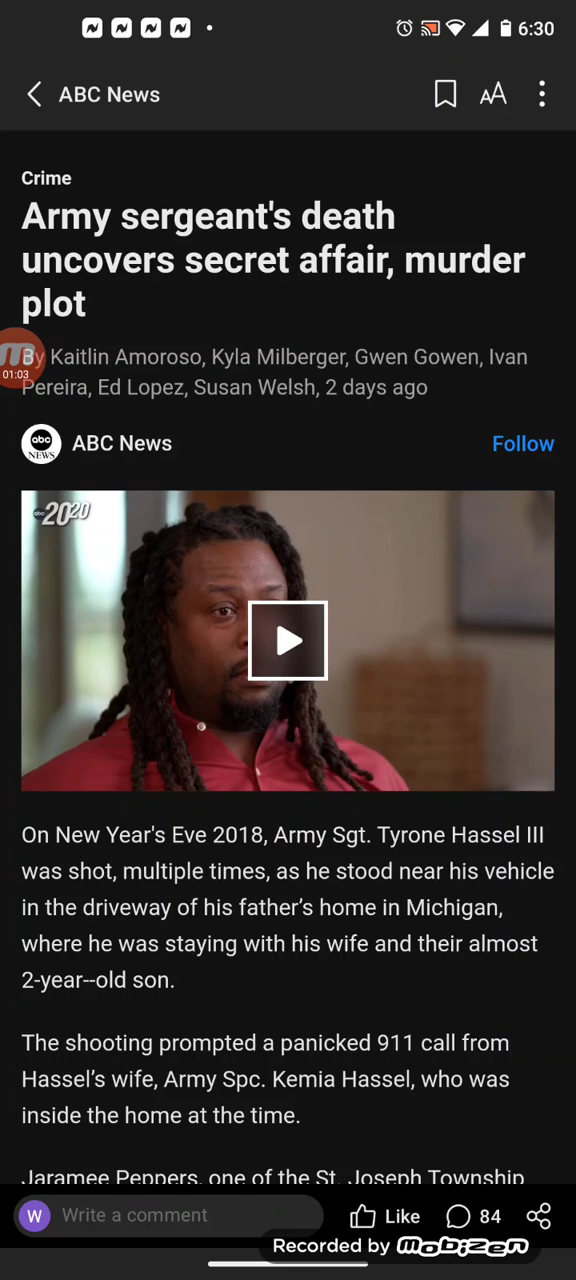 6:30
ABC News
AA
Crime
Army sergeant's death
uncovers secret affair, murder
plot
By Kaitlin Amoroso, Kyla Milberger, Gwen Gowen, Ivan
Pereira, Ed Lopez, Susan Welsh, 2 days ago
01:03
abc
NEWS
ABC News
Follow
abc 2020
On New Year's Eve 2018, Army Sgt. Tyrone Hassel III
was shot, multiple times, as he stood near his vehicle
in the driveway of his father’s home in Michigan,
where he was staying with his wife and their almost
2-year--old son.
The shooting prompted a panicked 911 call from
Hassel’s wife, Army Spc. Kemia Hassel, who was
inside the home at the time.
Jaramee Peppers, one of the St. Joseph Township
W
Write a comment
Like
84
Recorded by mobizen